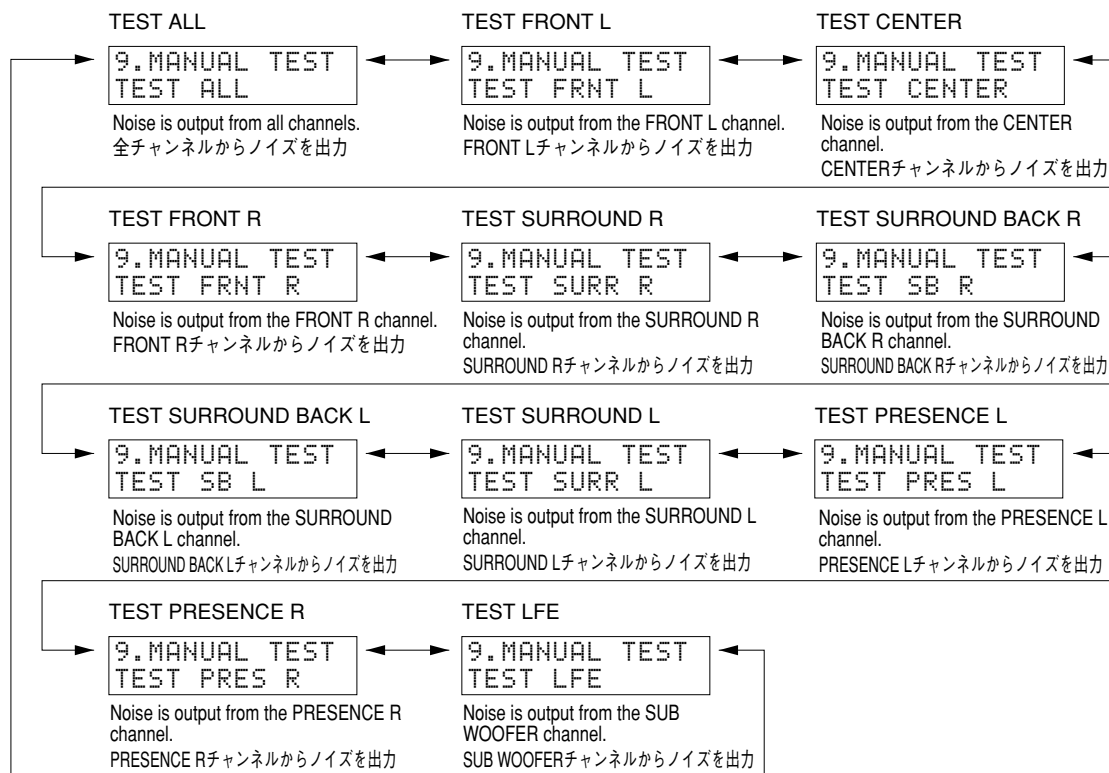 TEST ALL
9.MANUAL TEST
TEST ALL
Noise is output from all channels.
全チャンネルからノイズを出力
TEST FRONT L
9.MANUAL TEST
TEST FRNT L
Noise is output from the FRONT L channel.
FRONT Lチャンネルからノイズを出力
TEST CENTER
9.MANUAL TEST
TEST CENTER
Noise is output from the CENTER
channel.
CENTERチャンネルからノイズを出力
TEST FRONT R
9.MANUAL TEST
TEST FRNT R
Noise is output from the FRONT R channel.
FRONT Rチャンネルからノイズを出力
TEST SURROUND R
9.MANUAL TEST
TEST SURR R
Noise is output from the SURROUND R
channel.
SURROUND Rチャンネルからノイズを出力
TEST SURROUND BACK R
9.MANUAL TEST
TEST SB R
Noise is output from the SURROUND
BACK R channel.
SURROUND BACK Rチャンネルからノイズを出力
TEST SURROUND BACK L
9.MANUAL TEST
TEST SB L
Noise is output from the SURROUND
BACK L channel.
SURROUND BACK Lチャンネルからノイズを出力
TEST SURROUND L
9.MANUAL TEST
TEST SURR L
Noise is output from the SURROUND L
channel.
SURROUND Lチャンネルからノイズを出力
TEST PRESENCE L
9.MANUAL TEST
TEST PRES L
Noise is output from the PRESENCE L
channel.
PRESENCE Lチャンネルからノイズを出力
TEST PRESENCE R
9.MANUAL TEST
TEST PRES R
Noise is output from the PRESENCE R
channel.
PRESENCE Rチャンネルからノイズを出力
TEST LFE
9.MANUAL TEST
TEST LFE
Noise is output from the SUB
WOOFER channel.
SUB WOOFERチャンネルからノイズを出力